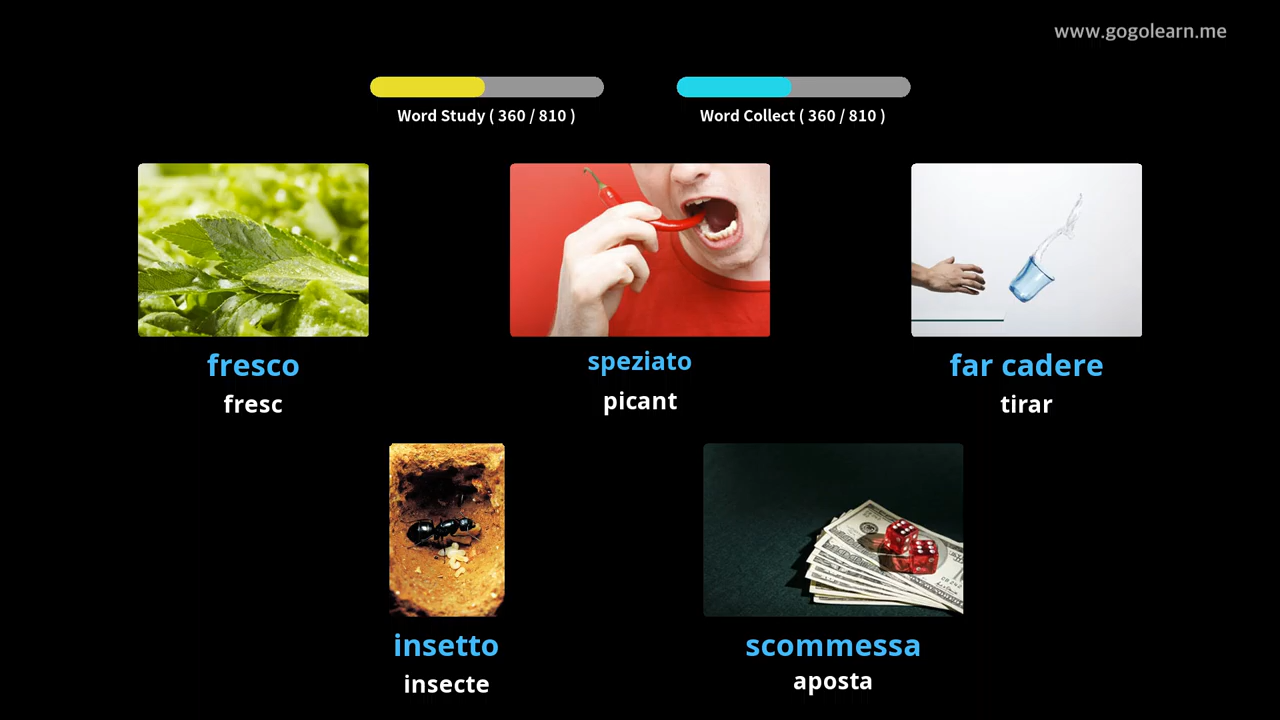 www.gogolearn.me
Word Study ( 360 / 810 )
Word Collect ( 360 / 810 )
fresco
fresc
speziato
picant
far cadere
tirar
insetto
insecte
scommessa
aposta